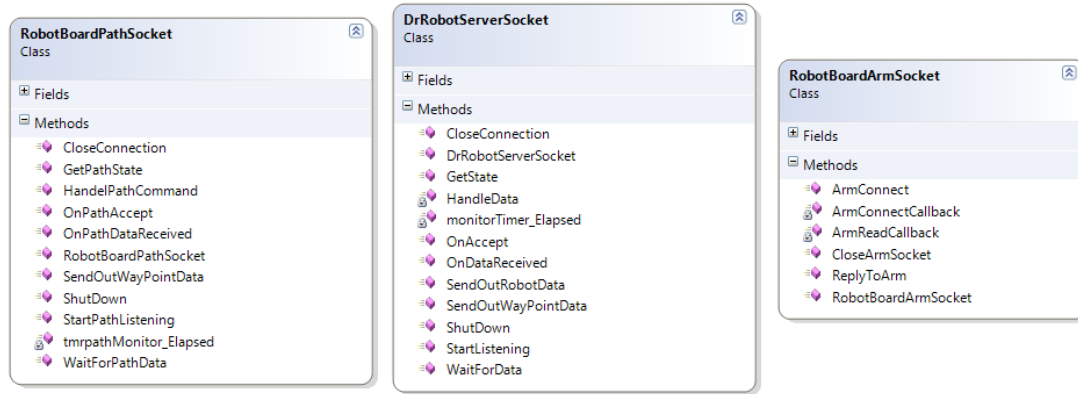 RobotBoardPathSocket
Class
Fields
Methods
CloseConnection
GetPathState
HandelPathCommand
OnPathAccept
OnPathDataReceived
RobotBoardPathSocket
SendOutWayPointData
ShutDown
StartPathListening
tmrpathMonitor_Elapsed
WaitForPathData
DrRobotServerSocket
Class
Fields
Methods
CloseConnection
DrRobotServerSocket
GetState
HandleData
monitorTimer_Elapsed
OnAccept
OnDataReceived
SendOutRobotData
SendOutWayPointData
ShutDown
StartListening
WaitForData
RobotBoardArmSocket
Class
Fields
Methods
ArmConnect
ArmConnectCallback
ArmReadCallback
CloseArmSocket
ReplyToArm
RobotBoardArmSocket